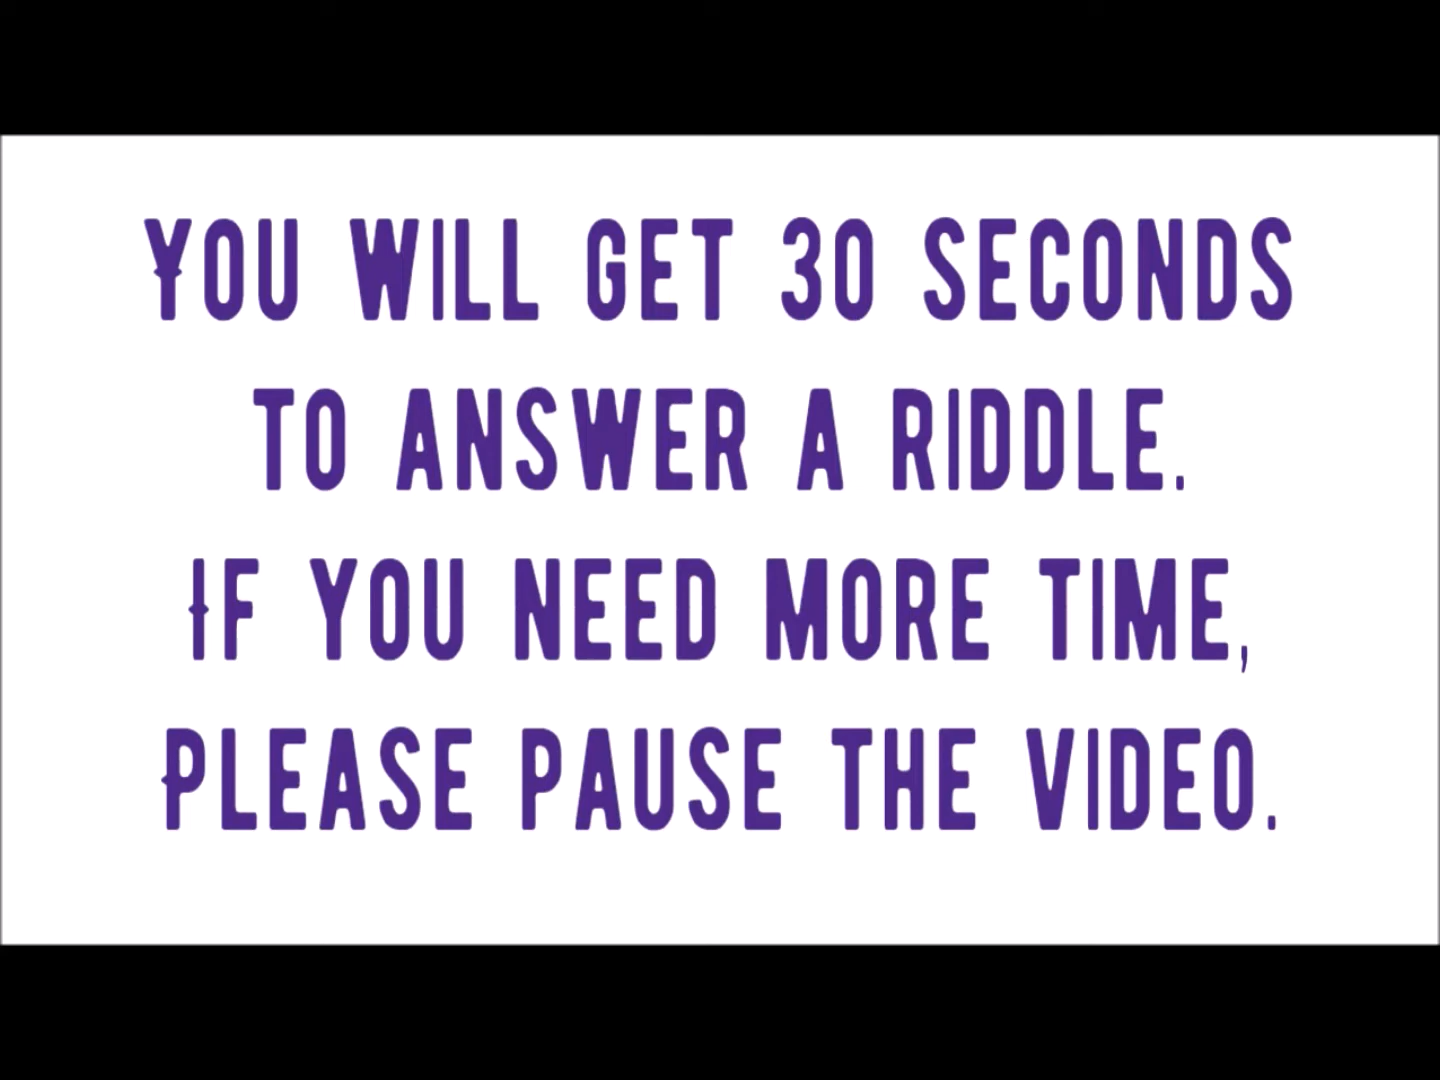 YOU WILL GET 30 SECONDS
TO ANSWER A RIDDLE.
IF YOU NEED MORE TIME,
PLEASE PAUSE THE VIDEO.